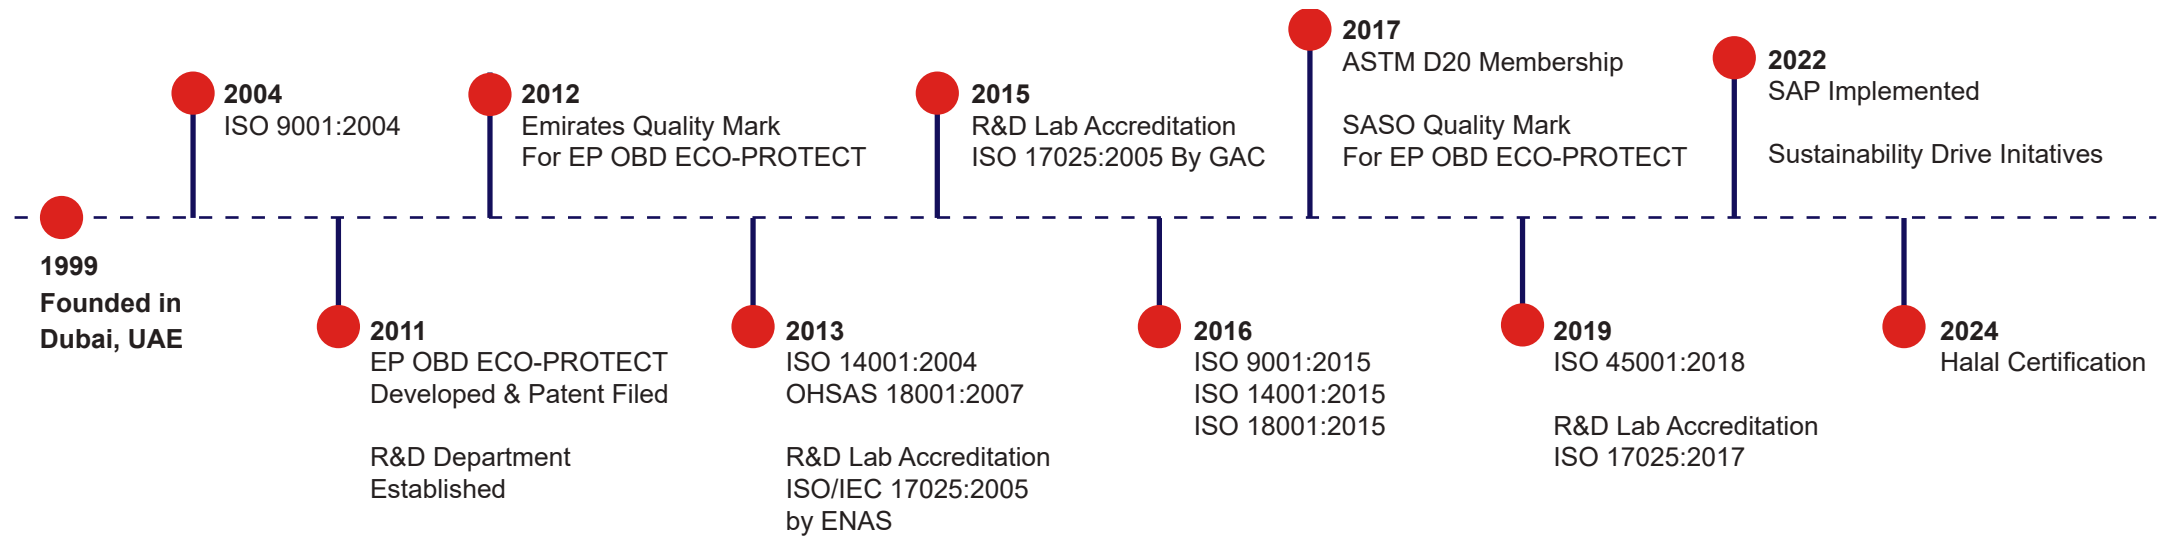 1999
Founded in
Dubai, UAE
2004
ISO 9001:2004
2011
EP OBD ECO-PROTECT
Developed & Patent Filed
R&D Department
Established
2012
Emirates Quality Mark
For EP OBD ECO-PROTECT
2013
ISO 14001:2004
OHSAS 18001:2007
R&D Lab Accreditation
ISO/IEC 17025:2005
by ENAS
2015
R&D Lab Accreditation
ISO 17025:2005 By GAC
2016
ISO 9001:2015
ISO 14001:2015
ISO 18001:2015
2017
ASTM D20 Membership
SASO Quality Mark
For EP OBD ECO-PROTECT
2019
ISO 45001:2018
R&D Lab Accreditation
ISO 17025:2017
2022
SAP Implemented
Sustainability Drive Initatives
2024
Halal Certification